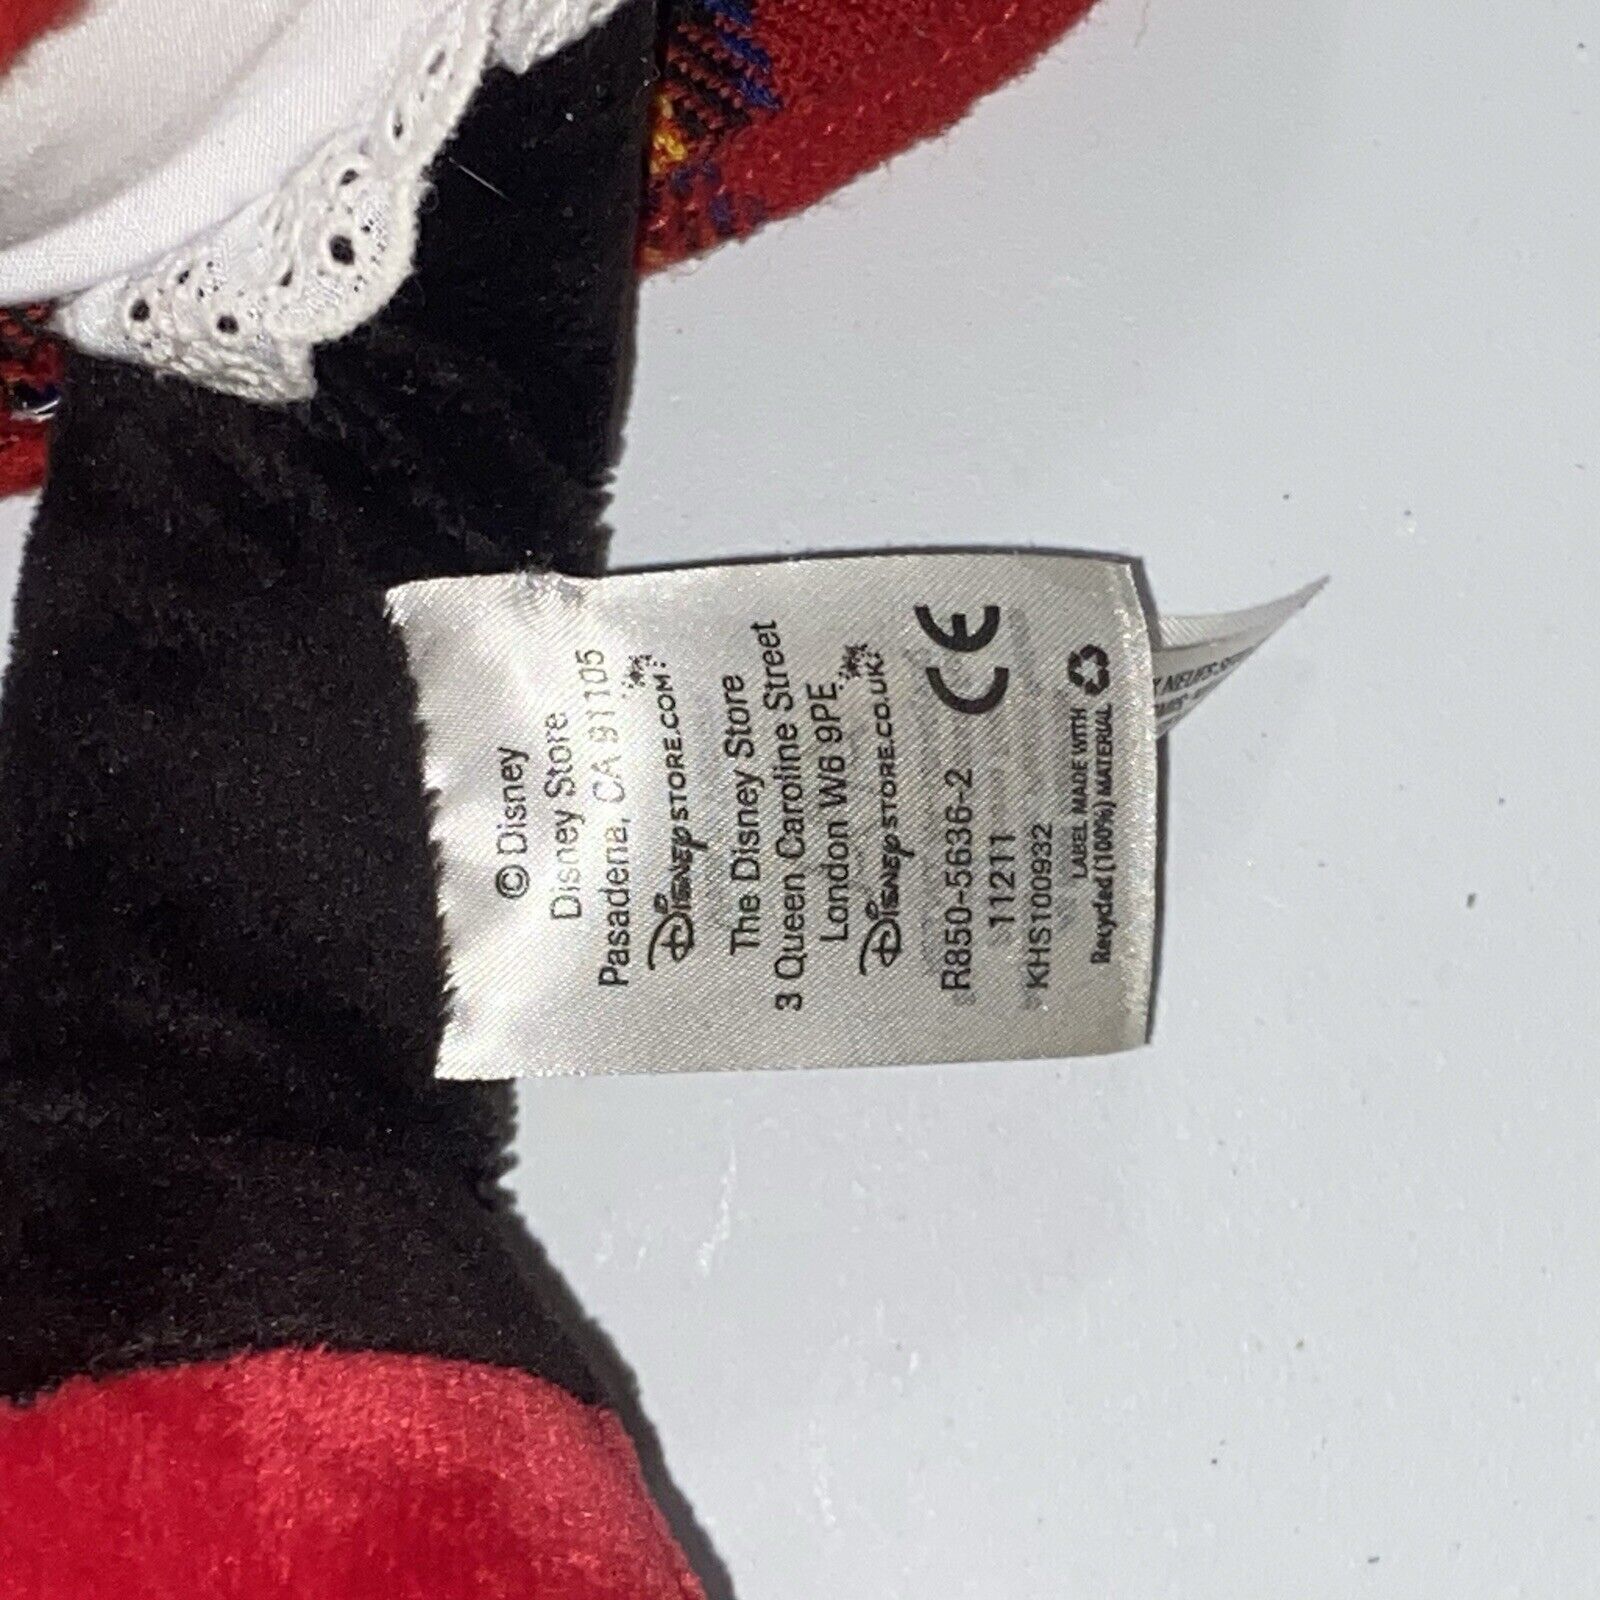 © Disney
Disney Store
Pasadena, CA 91105
DISNEYSTORE.COM
The Disney Store
3 Queen Caroline Street
London W6 9PE
DISNEYSTORE.CO.UK
R850-5636-2
11211
KHS1009932
LABEL MADE WITH
Recycled (100%) MATERIAL
CE